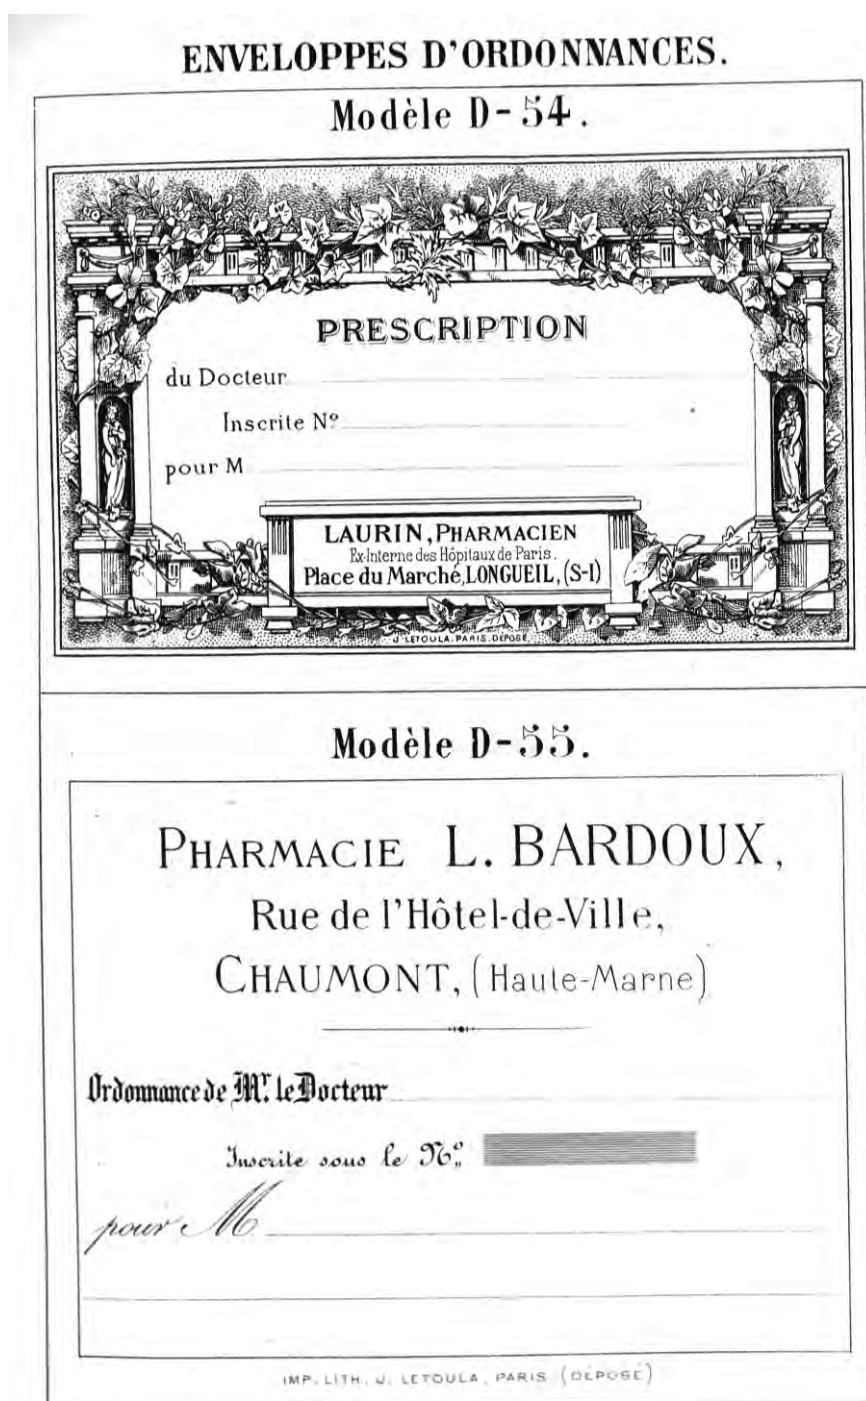 ENVELOPPES D'ORDONNANCES.
Modèle D-54.
PRESCRIPTION
du Docteur
Inscrite Nº
pour M
LAURIN, PHARMACIEN
Ex-Interne des Hôpitaux de Paris.
Place du Marché, LONGUEIL, (S-I)
J. LETOULA. PARIS. DÉPOSÉ.
Modèle D-55.
PHARMACIE L. BARDOUX,
Rue de l'Hôtel-de-Ville,
CHAUMONT, (Haute-Marne)
Ordonnance de Mr. le Docteur
Inscrite sous le Nº
pour M
IMP. LITH. J. LETOULA, PARIS (DÉPOSÉ)